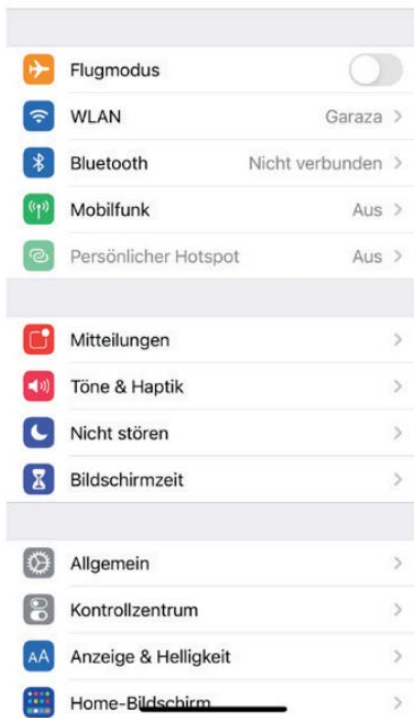 Flugmodus
WLAN Garaza
Bluetooth Nicht verbunden
Mobilfunk Aus
Persönlicher Hotspot Aus
Mitteilungen
Töne & Haptik
Nicht stören
Bildschirmzeit
Allgemein
Kontrollzentrum
AA Anzeige & Helligkeit
Home-Bildschirm